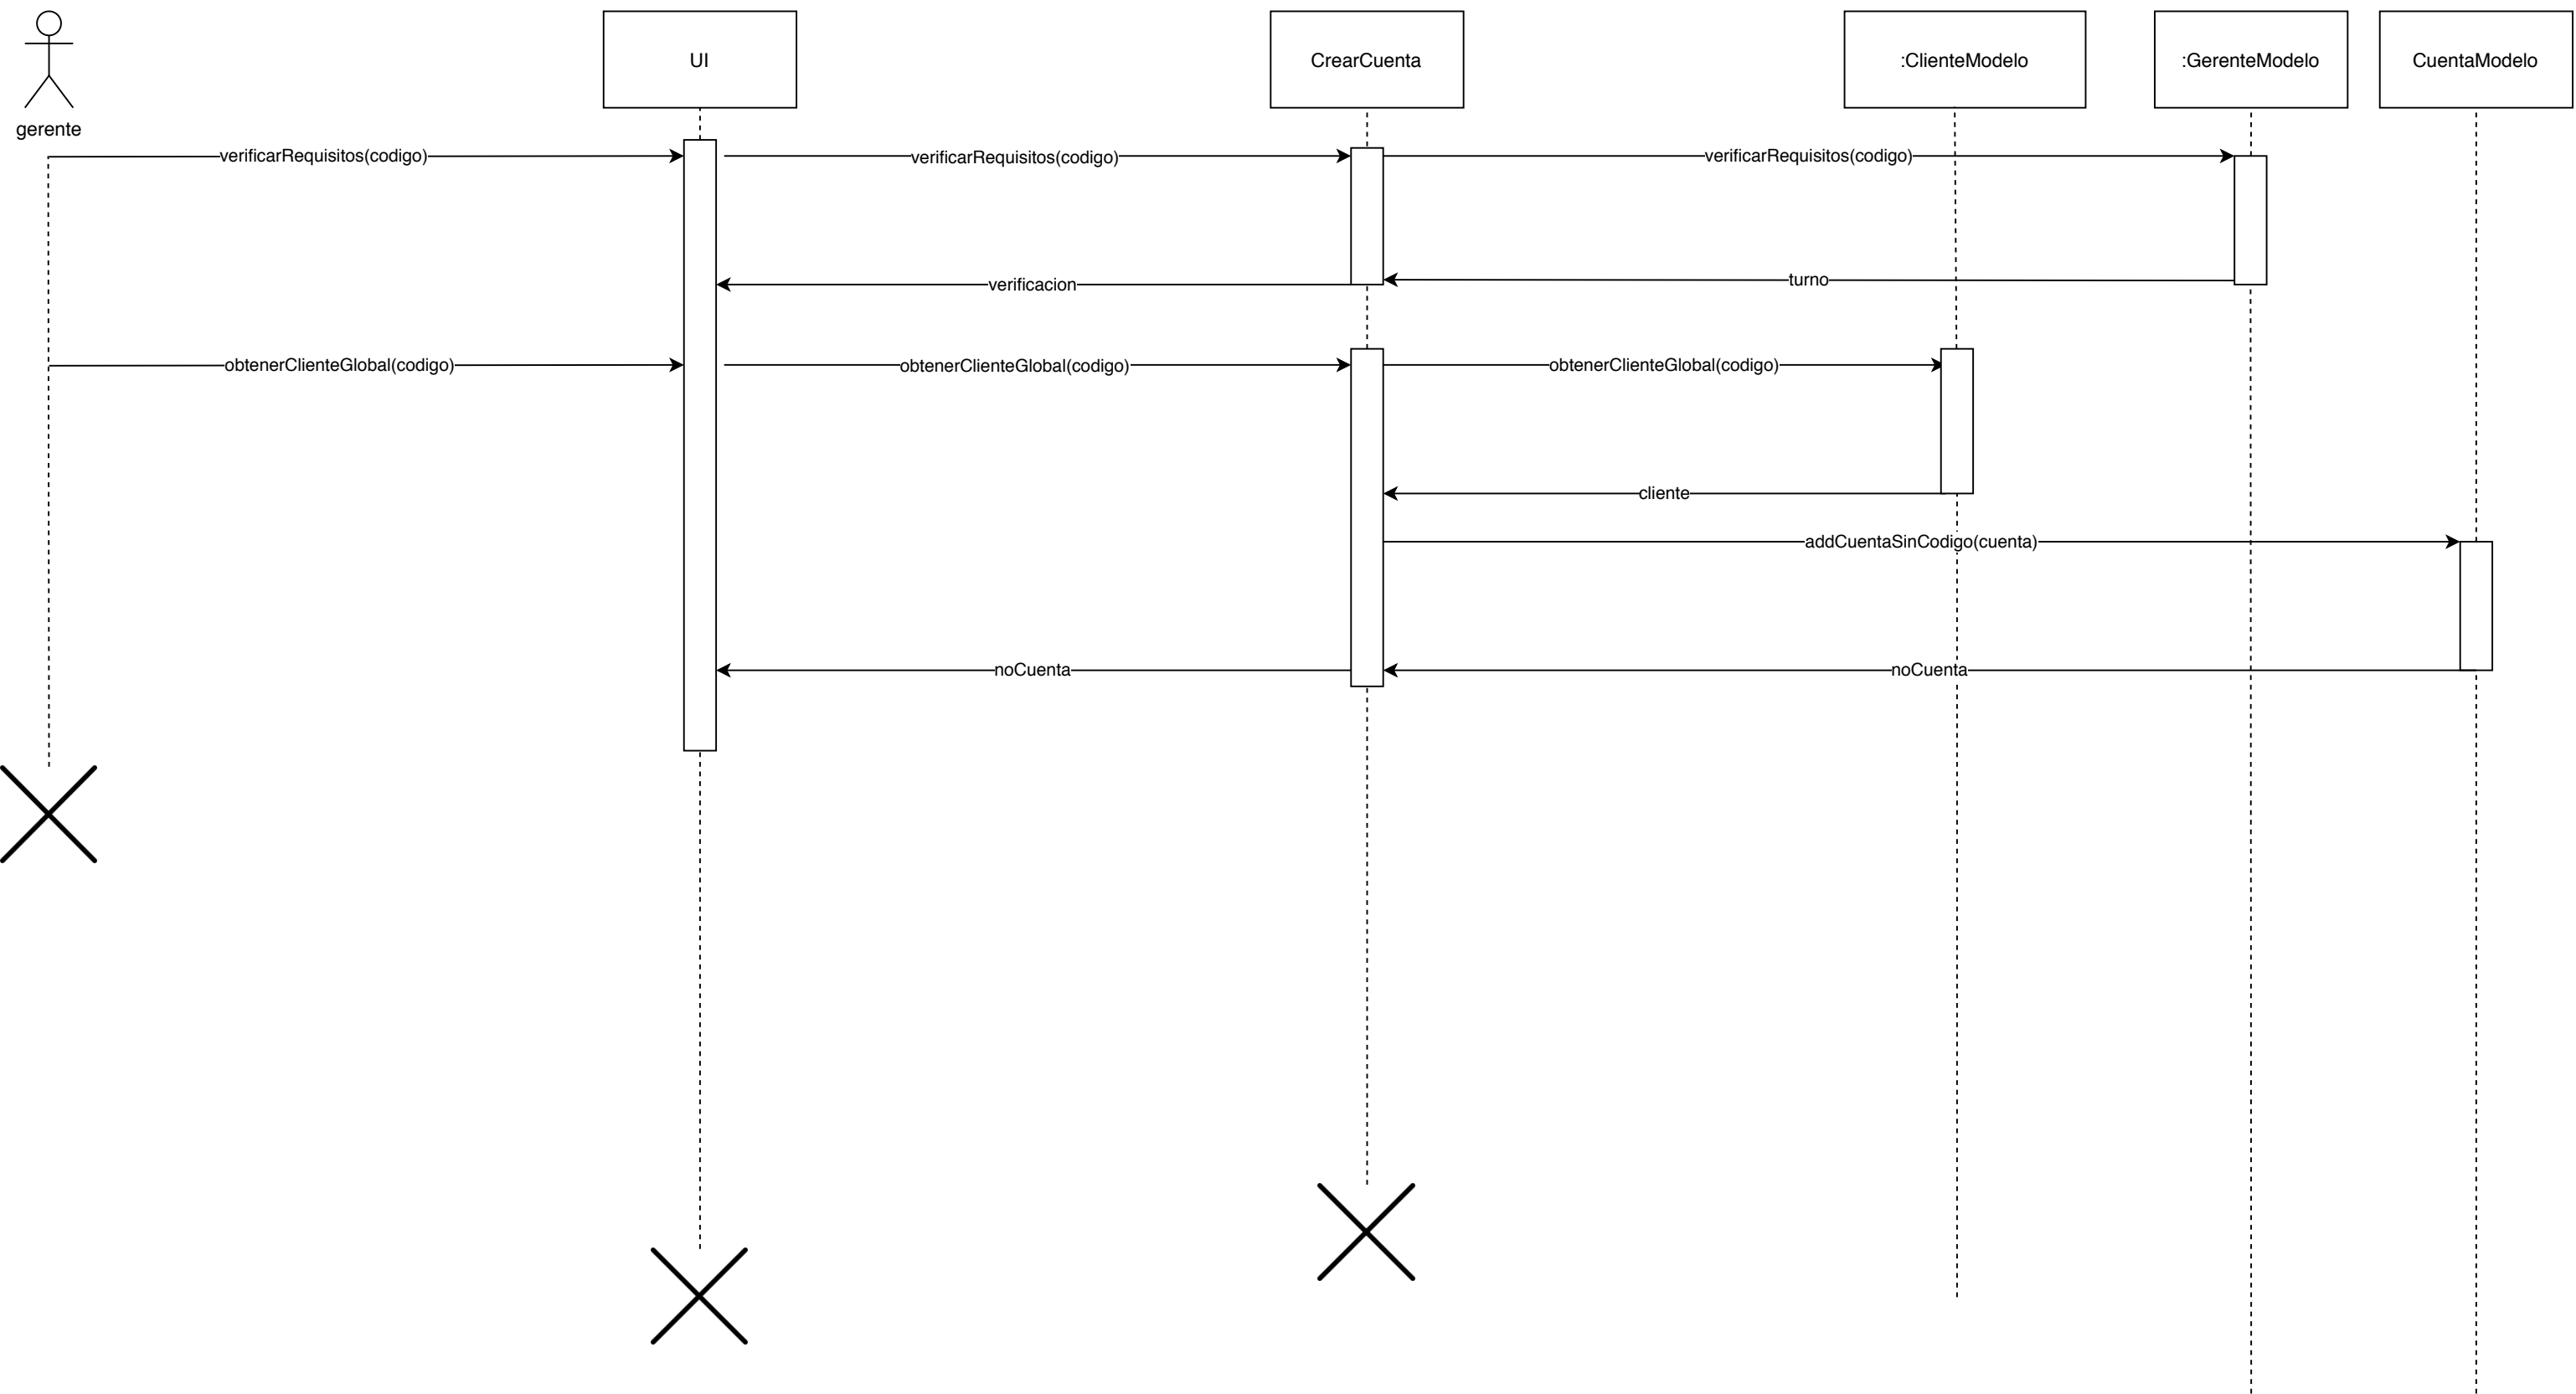 UI
CrearCuenta
:ClienteModelo
:GerenteModelo
CuentaModelo
gerente
verificarRequisitos(codigo)
verificarRequisitos(codigo)
verificarRequisitos(codigo)
turno
verificacion
obtenerClienteGlobal(codigo)
obtenerClienteGlobal(codigo)
obtenerClienteGlobal(codigo)
cliente
addCuentaSinCodigo(cuenta)
noCuenta
noCuenta